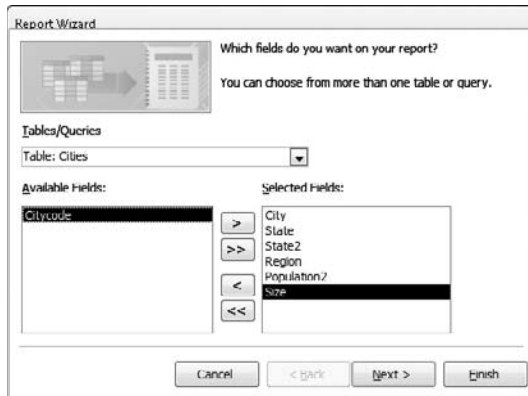 Report Wizard
Which fields do you want on your report?
You can choose from more than one table or query.
Tables/Queries
Table: Cities
Available Fields:
Selected Fields:
Citycode
>
>>
<
<<
City
State
State2
Region
Population2
Size
Cancel
< Back
Next >
Finish